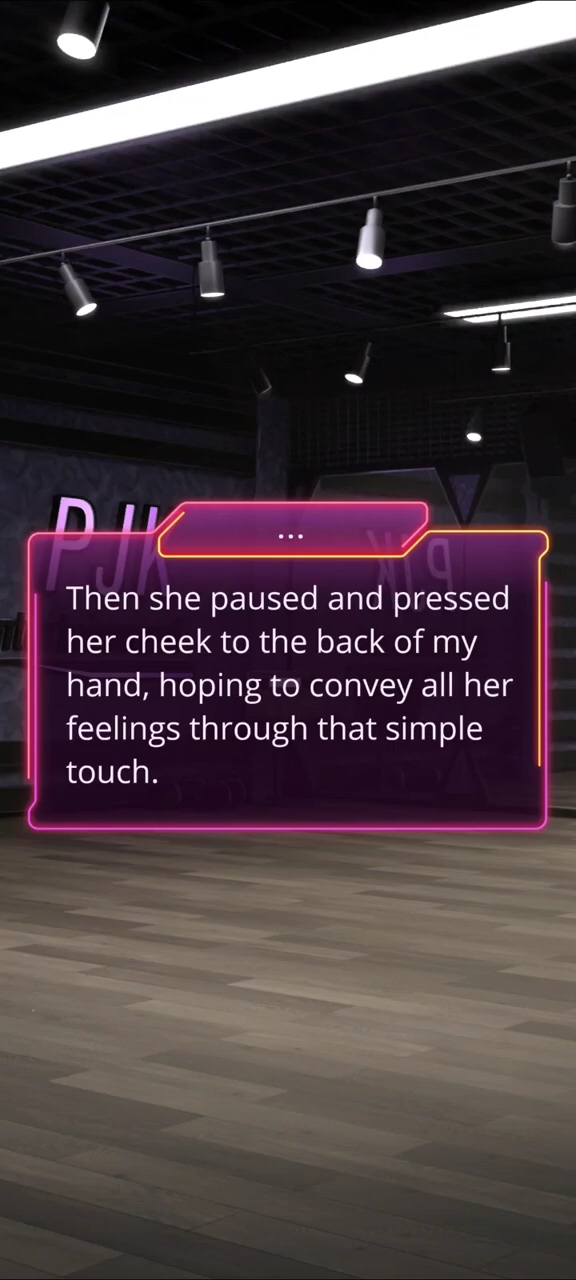 PJK
...
Then she paused and pressed
her cheek to the back of my
hand, hoping to convey all her
feelings through that simple
touch.